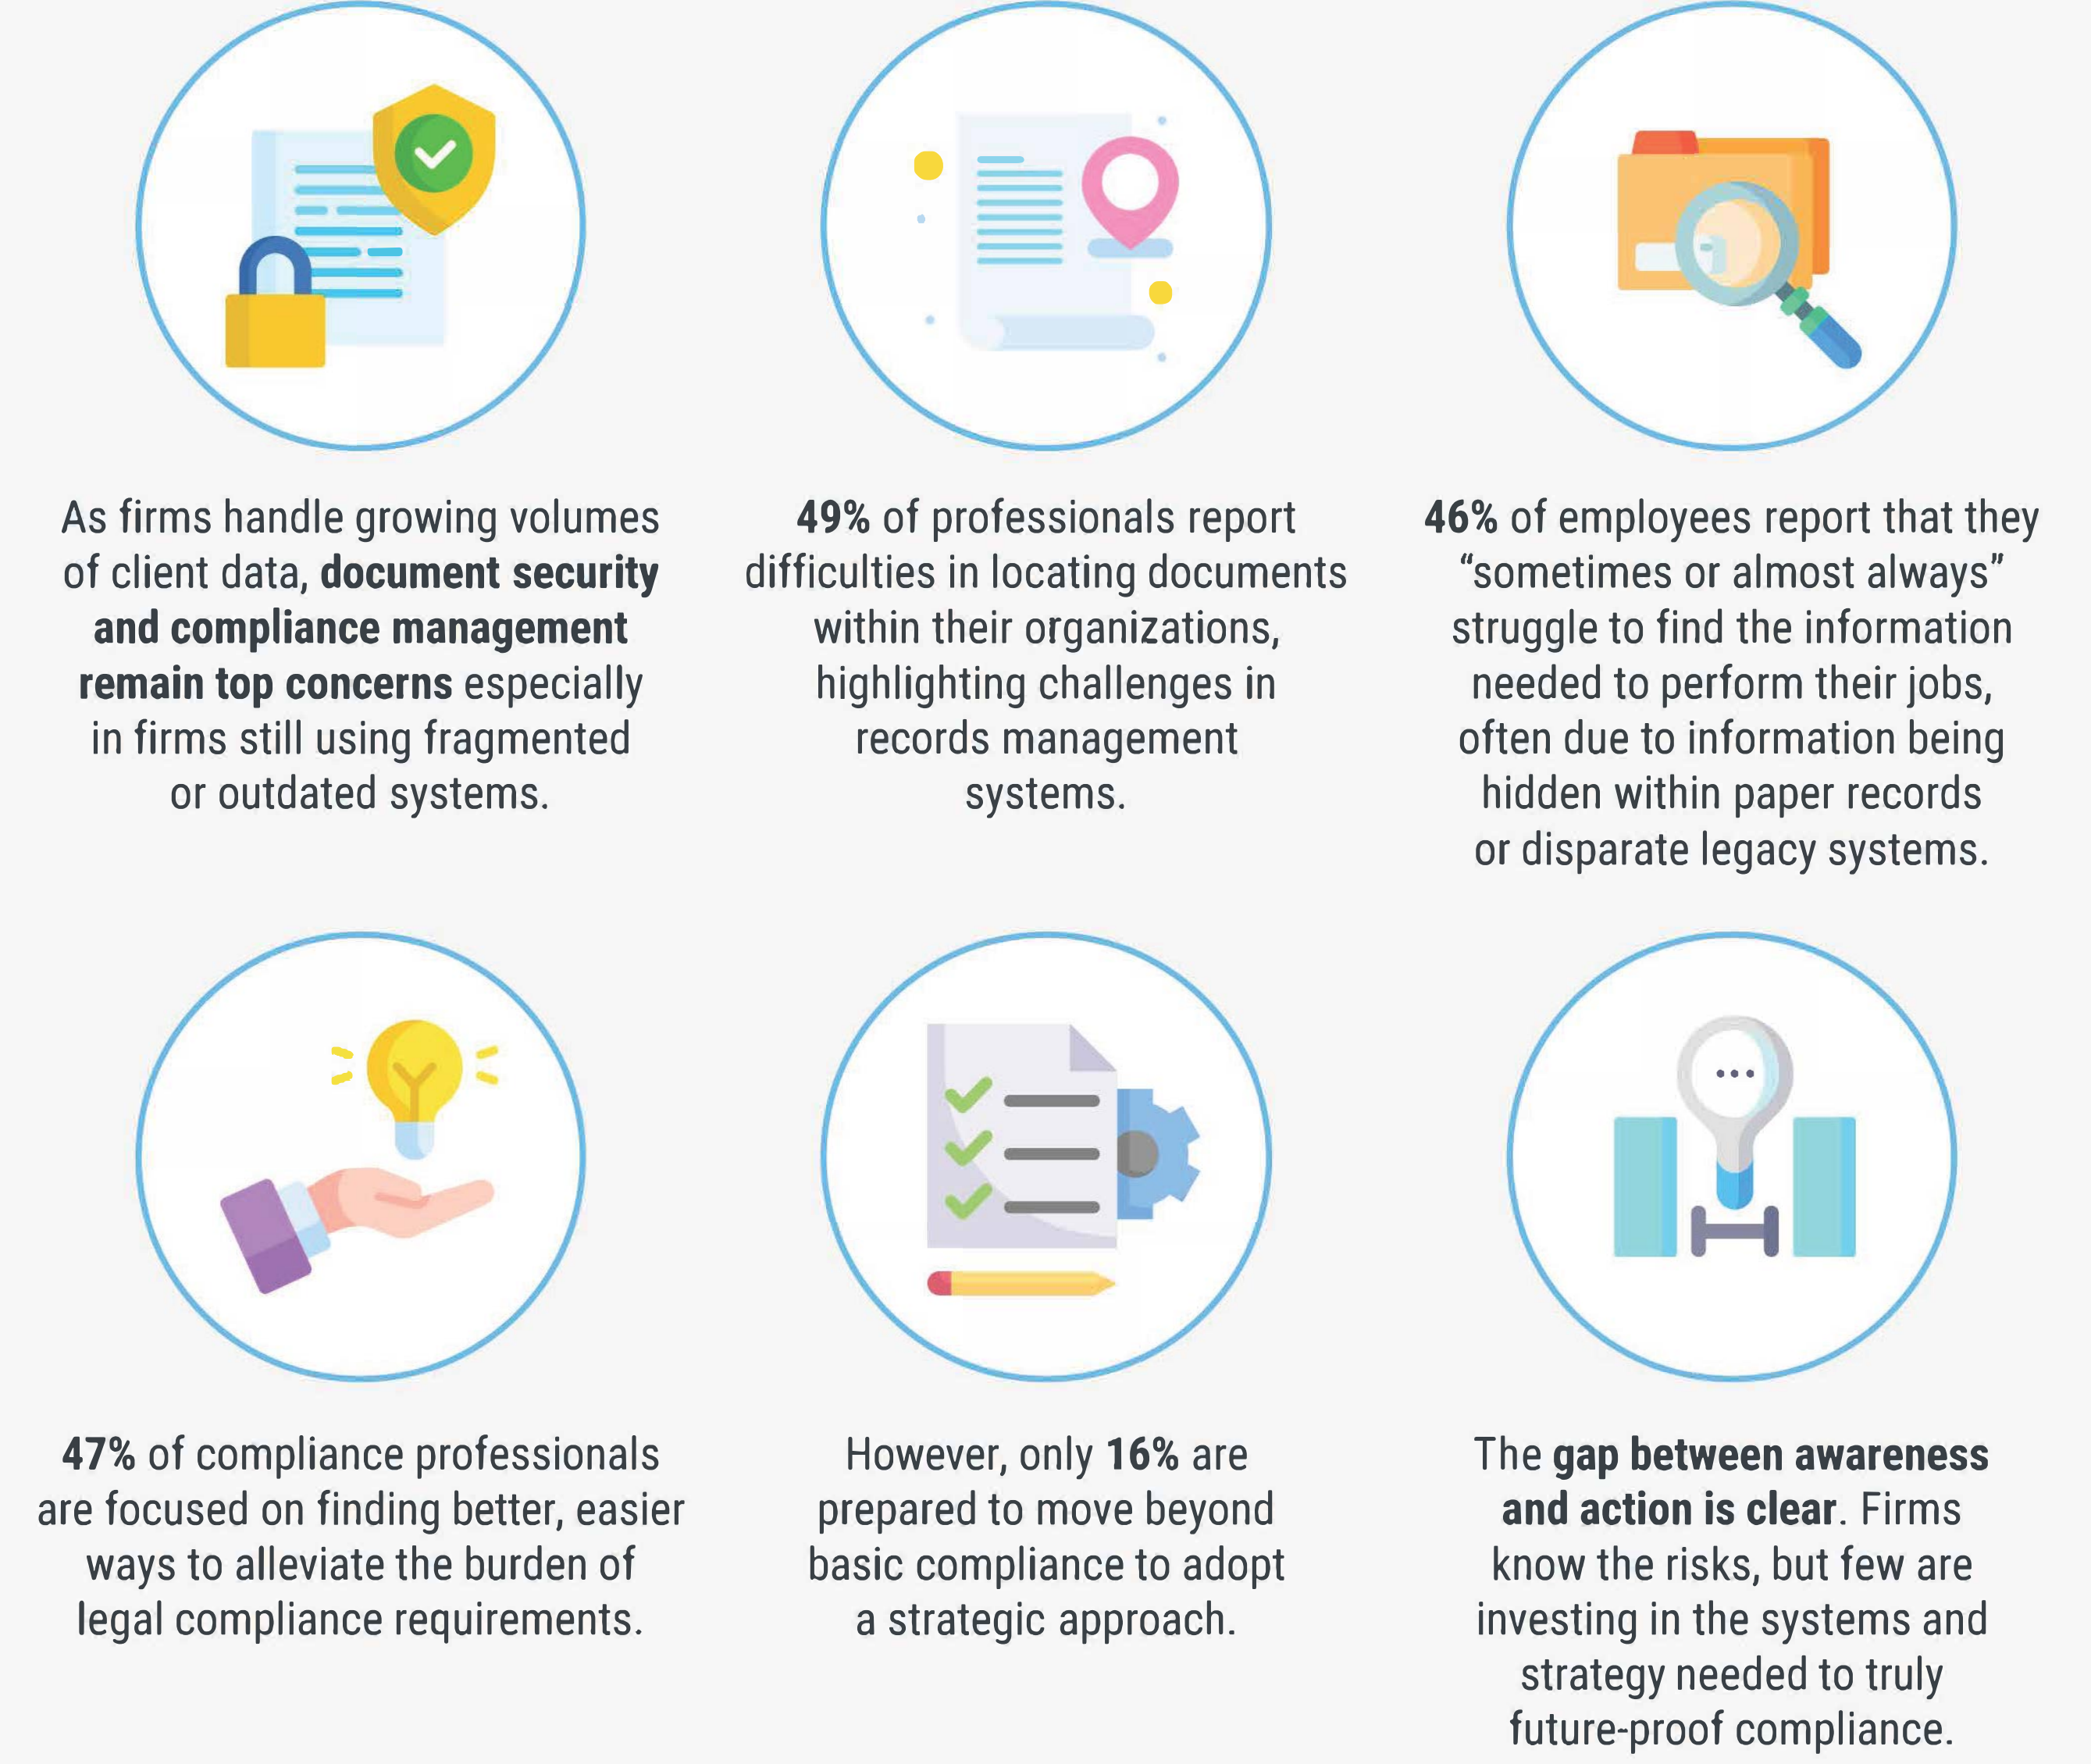 As firms handle growing volumes
of client data, document security
and compliance management
remain top concerns especially
in firms still using fragmented
or outdated systems.
49% of professionals report
difficulties in locating documents
within their organizations,
highlighting challenges in
records management
systems.
46% of employees report that they
“sometimes or almost always”
struggle to find the information
needed to perform their jobs,
often due to information being
hidden within paper records
or disparate legacy systems.
47% of compliance professionals
are focused on finding better, easier
ways to alleviate the burden of
legal compliance requirements.
However, only 16% are
prepared to move beyond
basic compliance to adopt
a strategic approach.
The gap between awareness
and action is clear. Firms
know the risks, but few are
investing in the systems and
strategy needed to truly
future-proof compliance.